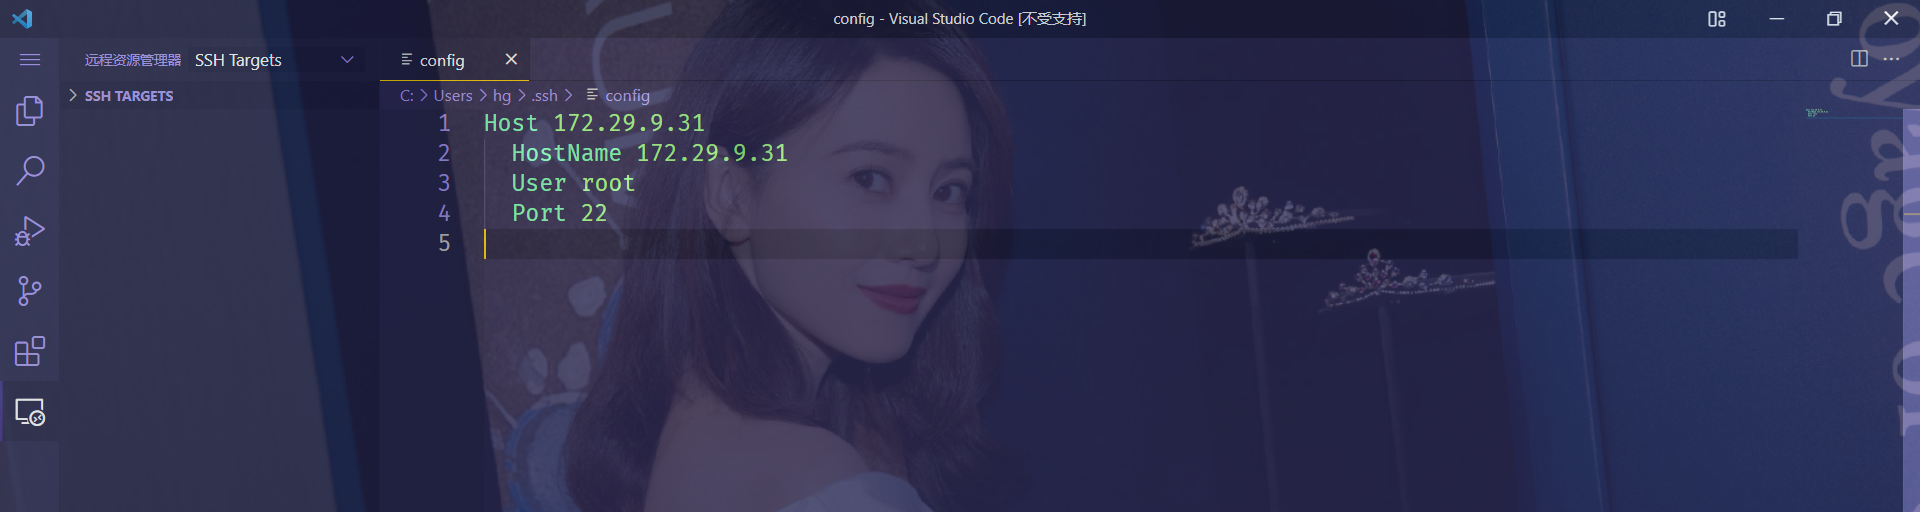 config - Visual Studio Code [不受支持]
远程资源管理器 SSH Targets
config
SSH TARGETS
C: > Users > hg > .ssh > config
1 Host 172.29.9.31
2 HostName 172.29.9.31
3 User root
4 Port 22
5